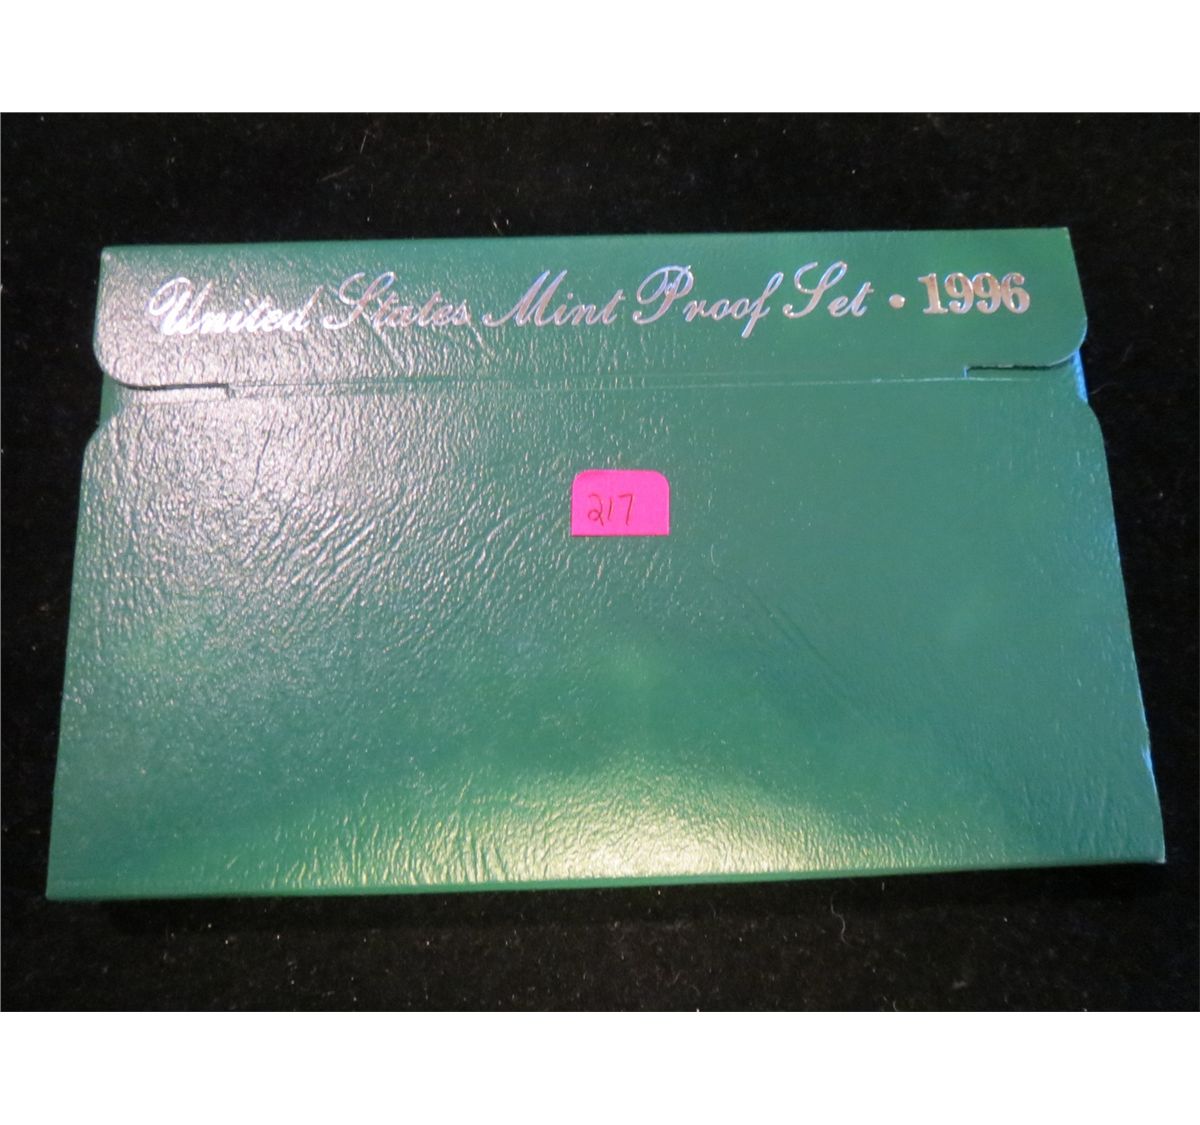 United States Mint Proof Set • 1996
217